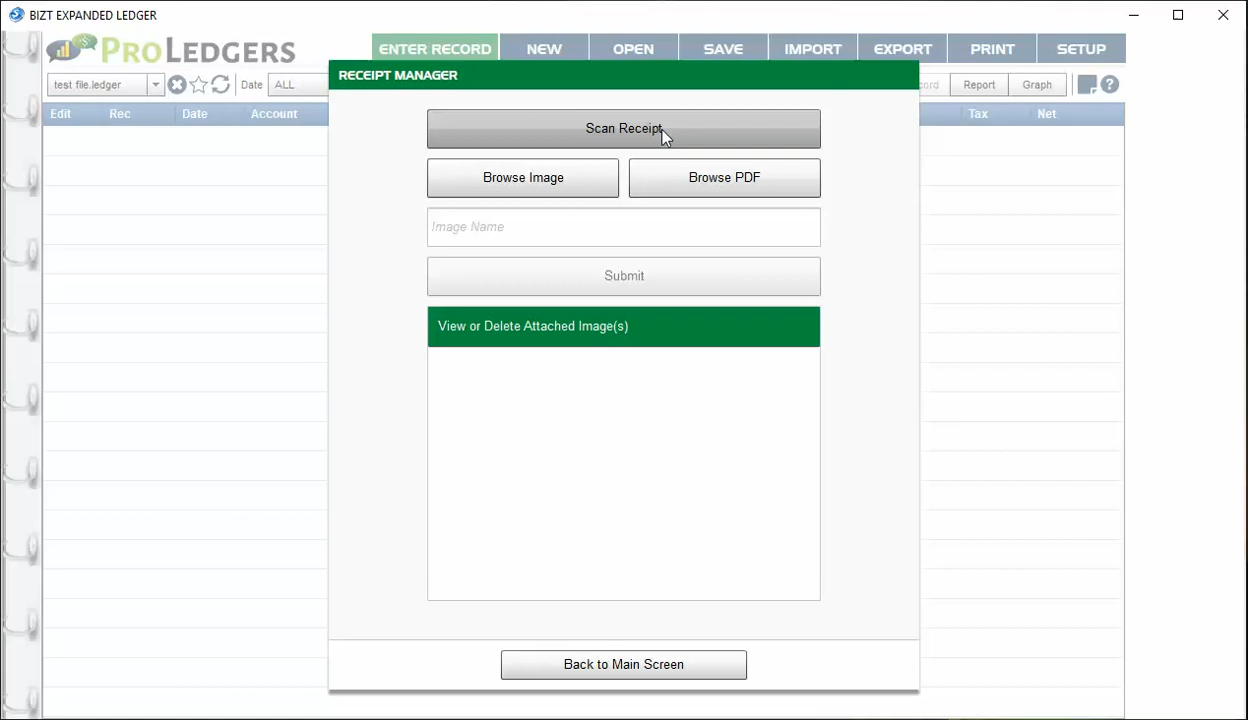 BIZT EXPANDED LEDGER
PROLEDGERS
ENTER RECORD NEW OPEN SAVE IMPORT EXPORT PRINT SETUP
test file.ledger Date ALL Report Graph ?
RECEIPT MANAGER
Edit Rec Date Account Tax Net
Scan Receipt
Browse Image Browse PDF
Image Name
Submit
View or Delete Attached Image(s)
Back to Main Screen